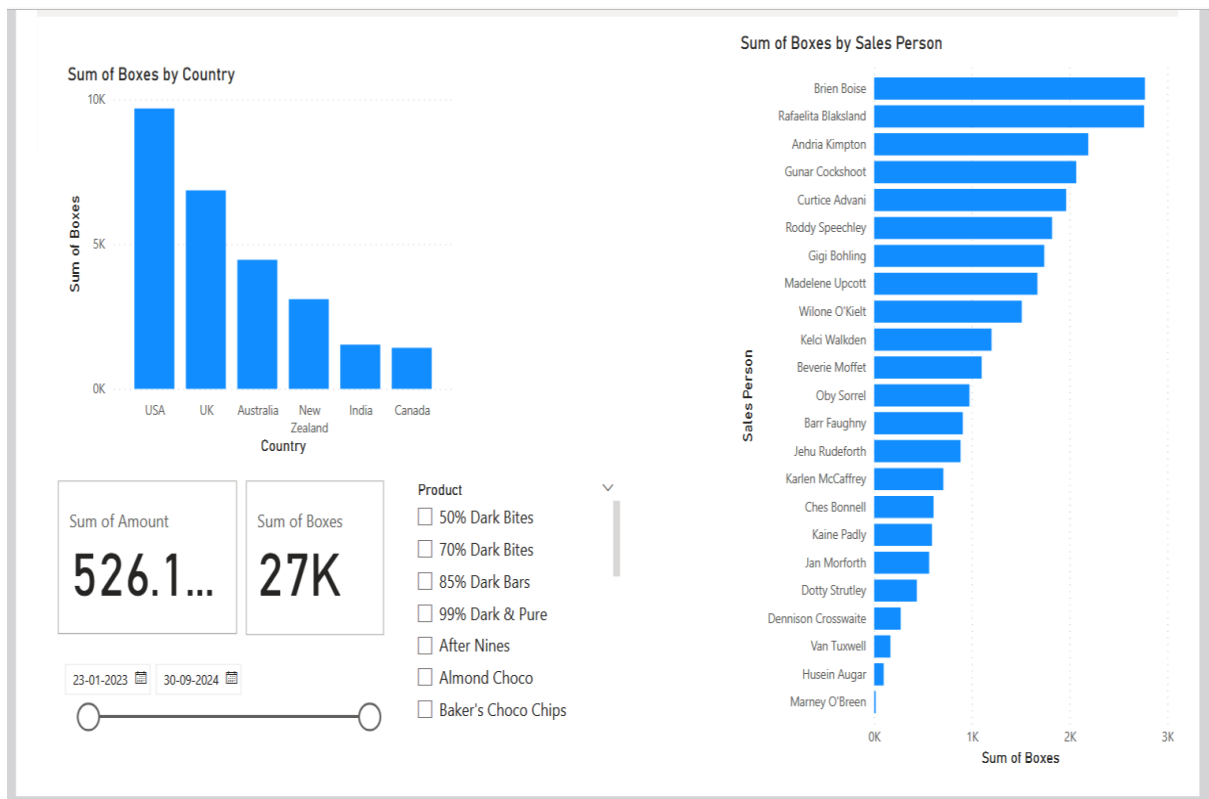 Sum of Boxes by Country
10K
5K
0K
Sum of Boxes
USA
UK
Australia
New
Zealand
India
Canada
Country
Sum of Amount
526.1...
Sum of Boxes
27K
23-01-2023
30-09-2024
Product
50% Dark Bites
70% Dark Bites
85% Dark Bars
99% Dark & Pure
After Nines
Almond Choco
Baker's Choco Chips
Sum of Boxes by Sales Person
Sales Person
Brien Boise
Rafaelita Blaksland
Andria Kimpton
Gunar Cockshoot
Curtice Advani
Roddy Speechley
Gigi Bohling
Madelene Upcott
Wilone O'Kielt
Kelci Walkden
Beverie Moffet
Oby Sorrel
Barr Faughny
Jehu Rudeforth
Karlen McCaffrey
Ches Bonnell
Kaine Padly
Jan Morforth
Dotty Strutley
Dennison Crosswaite
Van Tuxwell
Husein Augar
Marney O'Breen
0K
1K
2K
3K
Sum of Boxes